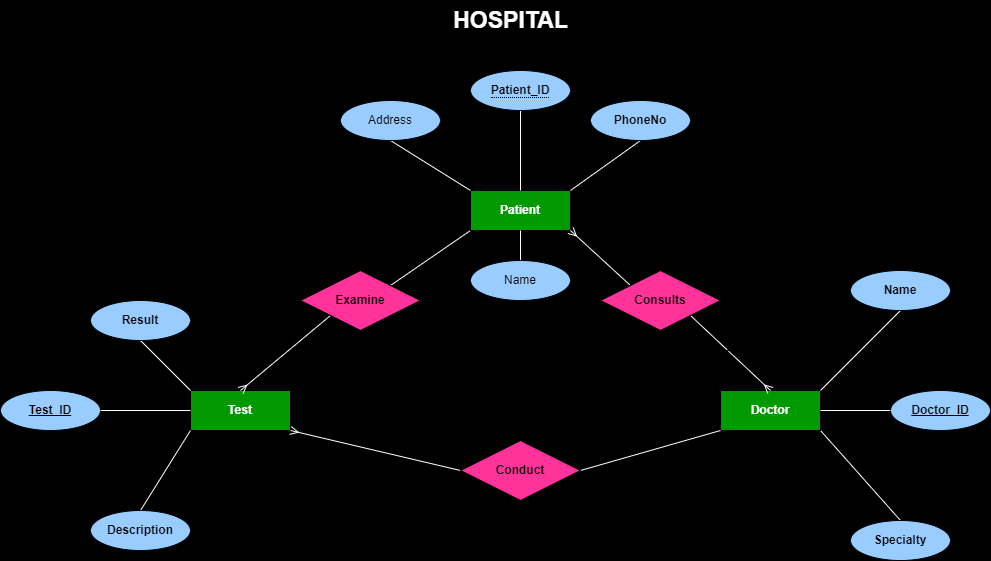 HOSPITAL
Patient_ID
Address
PhoneNo
Patient
Name
Examine
Consults
Name
Result
Test_ID
Test
Doctor
Doctor_ID
Conduct
Description
Specialty